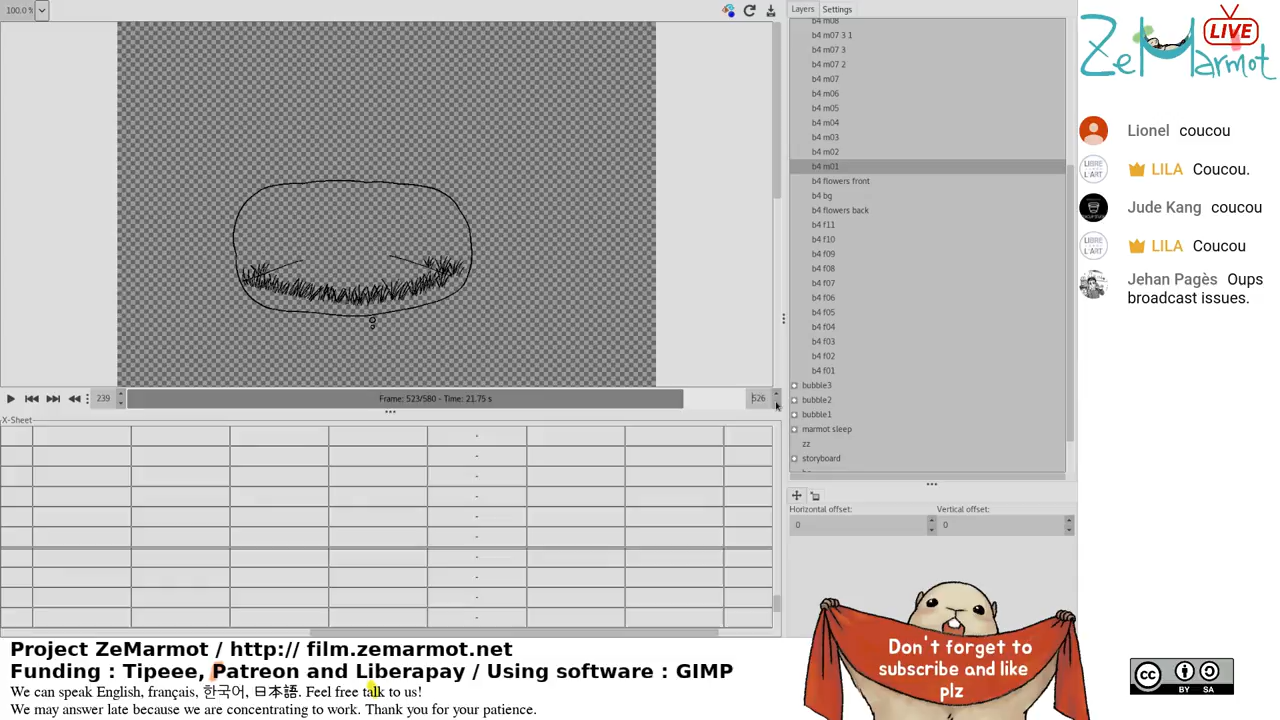 100.0 %
Layers
Settings
b4 m08
b4 m07 3 1
b4 m07 3
b4 m07 2
b4 m07
b4 m06
b4 m05
b4 m04
b4 m03
b4 m02
b4 m01
b4 flowers front
b4 bg
b4 flowers back
b4 f11
b4 f10
b4 f09
b4 f08
b4 f07
b4 f06
b4 f05
b4 f04
b4 f03
b4 f02
b4 f01
bubble3
bubble2
bubble1
marmot sleep
zz
storyboard
239
Frame: 523/580 - Time: 21.75 s
526
X-Sheet
- 
-
-
-
-
-
-
-
-
-
Horizontal offset:
Vertical offset:
0
0
ZeMarmot
LIVE
Lionel coucou
LIBRE
L'ART
LILA Coucou.
Jude Kang coucou
LIBRE
L'ART
LILA Coucou
Jehan Pagès Oups
broadcast issues.
Don't forget to
subscribe and like
plz
Project ZeMarmot / http:// film.zemarmot.net
Funding : Tipeee, Patreon and Liberapay / Using software : GIMP
We can speak English, français, 한국어, 日本語. Feel free talk to us!
We may answer late because we are concentrating to work. Thank you for your patience.
cc
BY SA